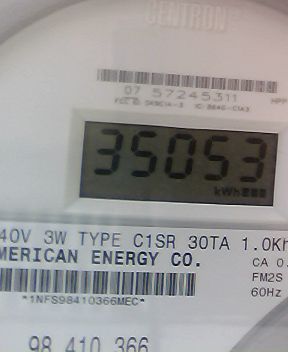 CENTRON
07 57245311
35053
kWh
40V 3W TYPE C1SR 30TA 1.0Kh
MERICAN ENERGY CO.
CA 0.
FM2S
*1NFS98410366MEC*
60Hz
98 410 366